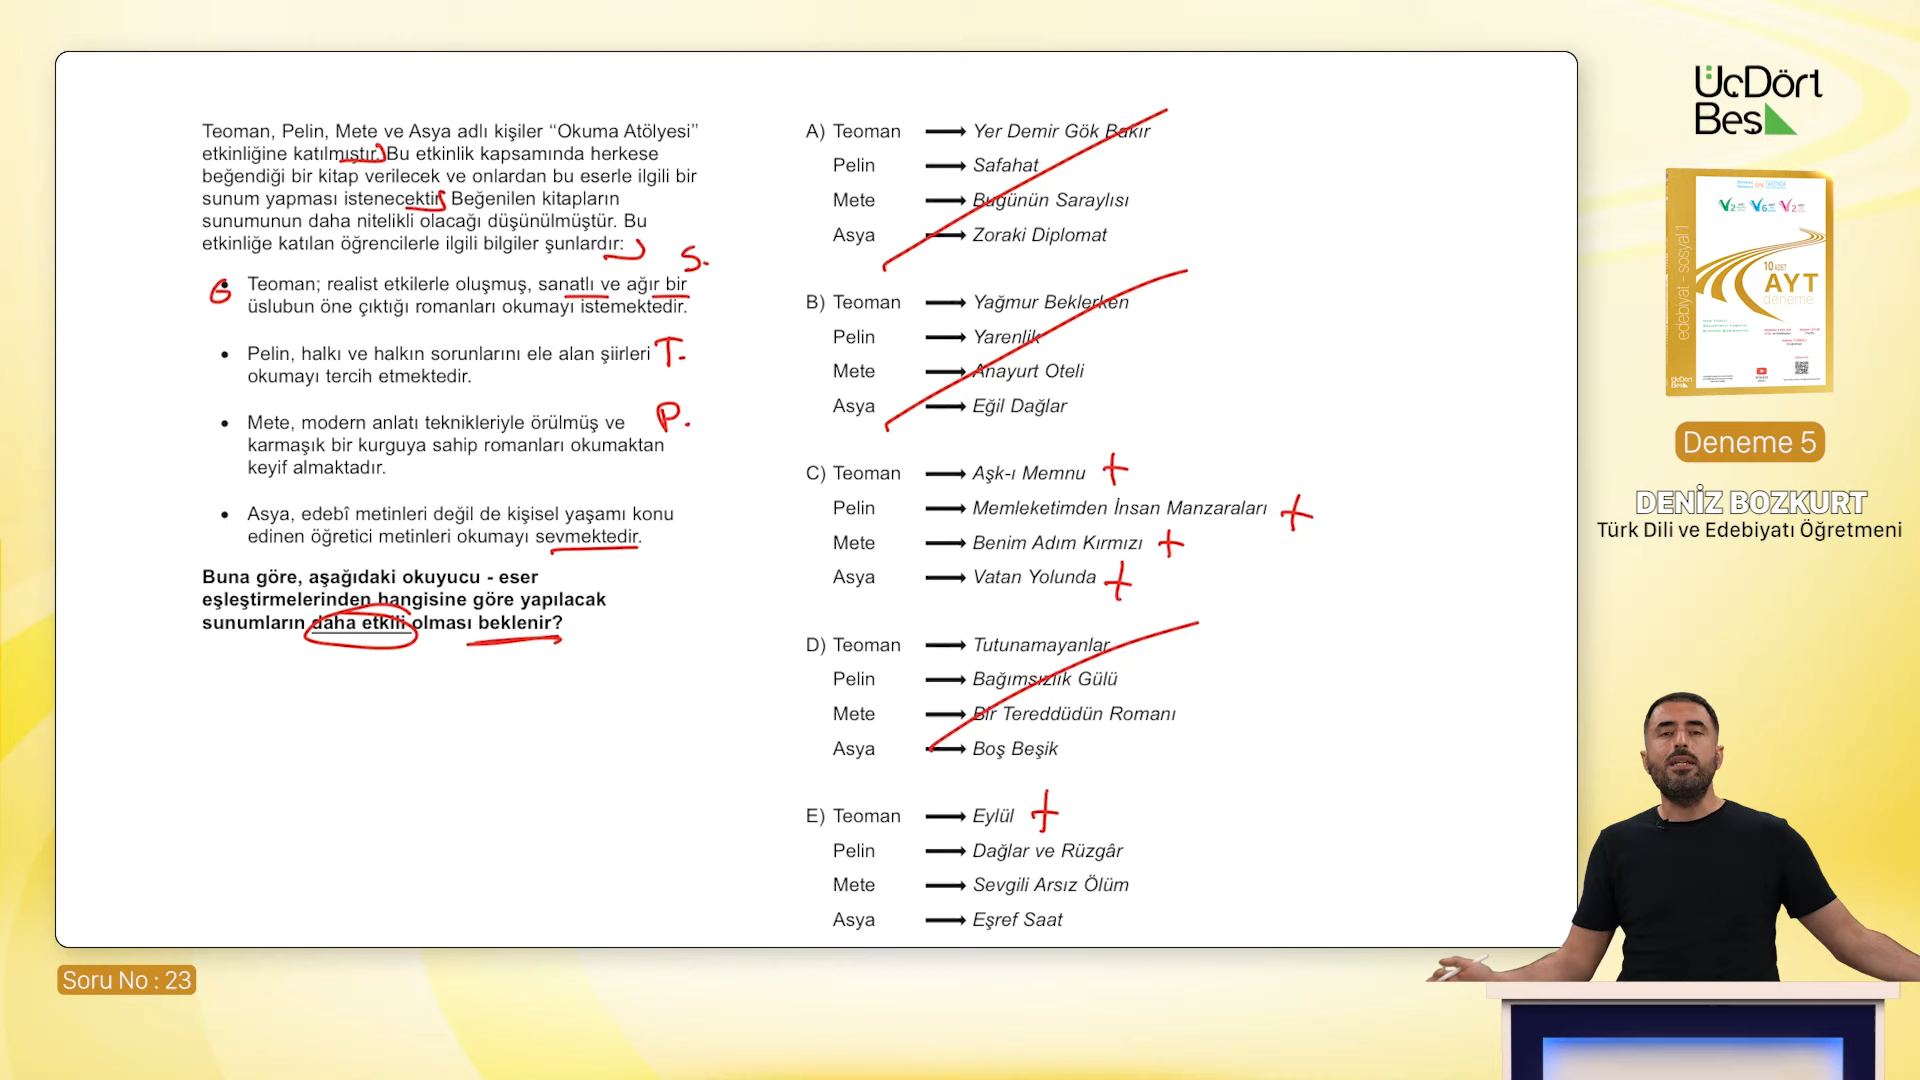 Teoman, Pelin, Mete ve Asya adlı kişiler “Okuma Atölyesi”
etkinliğine katılmıştır. Bu etkinlik kapsamında herkese
beğendiği bir kitap verilecek ve onlardan bu eserle ilgili bir
sunum yapması istenecektir. Beğenilen kitapların
sunumunun daha nitelikli olacağı düşünülmüştür. Bu
etkinliğe katılan öğrencilerle ilgili bilgiler şunlardır:
S.
• Teoman; realist etkilerle oluşmuş, sanatlı ve ağır bir
üslubun öne çıktığı romanları okumayı istemektedir.
• Pelin, halkı ve halkın sorunlarını ele alan şiirleri T.
okumayı tercih etmektedir.
• Mete, modern anlatı teknikleriyle örülmüş ve P.
karmaşık bir kurguya sahip romanları okumaktan
keyif almaktadır.
• Asya, edebî metinleri değil de kişisel yaşamı konu
edinen öğretici metinleri okumayı sevmektedir.
Buna göre, aşağıdaki okuyucu - eser
eşleştirmelerinden hangisine göre yapılacak
sunumların daha etkili olması beklenir?
A) Teoman → Yer Demir Gök Bakır
Pelin → Safahat
Mete → Bugünün Saraylısı
Asya → Zoraki Diplomat
B) Teoman → Yağmur Beklerken
Pelin → Yarenlik
Mete → Anayurt Oteli
Asya → Eğil Dağlar
C) Teoman → Aşk-ı Memnu +
Pelin → Memleketimden İnsan Manzaraları +
Mete → Benim Adım Kırmızı +
Asya → Vatan Yolunda +
D) Teoman → Tutunamayanlar
Pelin → Bağımsızlık Gülü
Mete → Bir Tereddüdün Romanı
Asya → Boş Beşik
E) Teoman → Eylül +
Pelin → Dağlar ve Rüzgâr
Mete → Sevgili Arsız Ölüm
Asya → Eşref Saat
ÜçDört
Beş
edebiyat - sosyal 1
10 ADET
AYT
deneme
ÜçDört
Beş
Deneme 5
DENİZ BOZKURT
Türk Dili ve Edebiyatı Öğretmeni
Soru No : 23